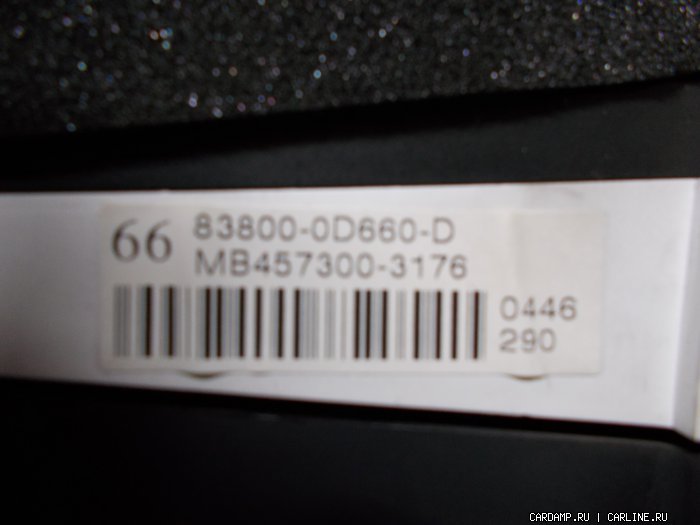 66
83800-0D660-D
MB457300-3176
0446
290
CARDAMP.RU | CARLINE.RU